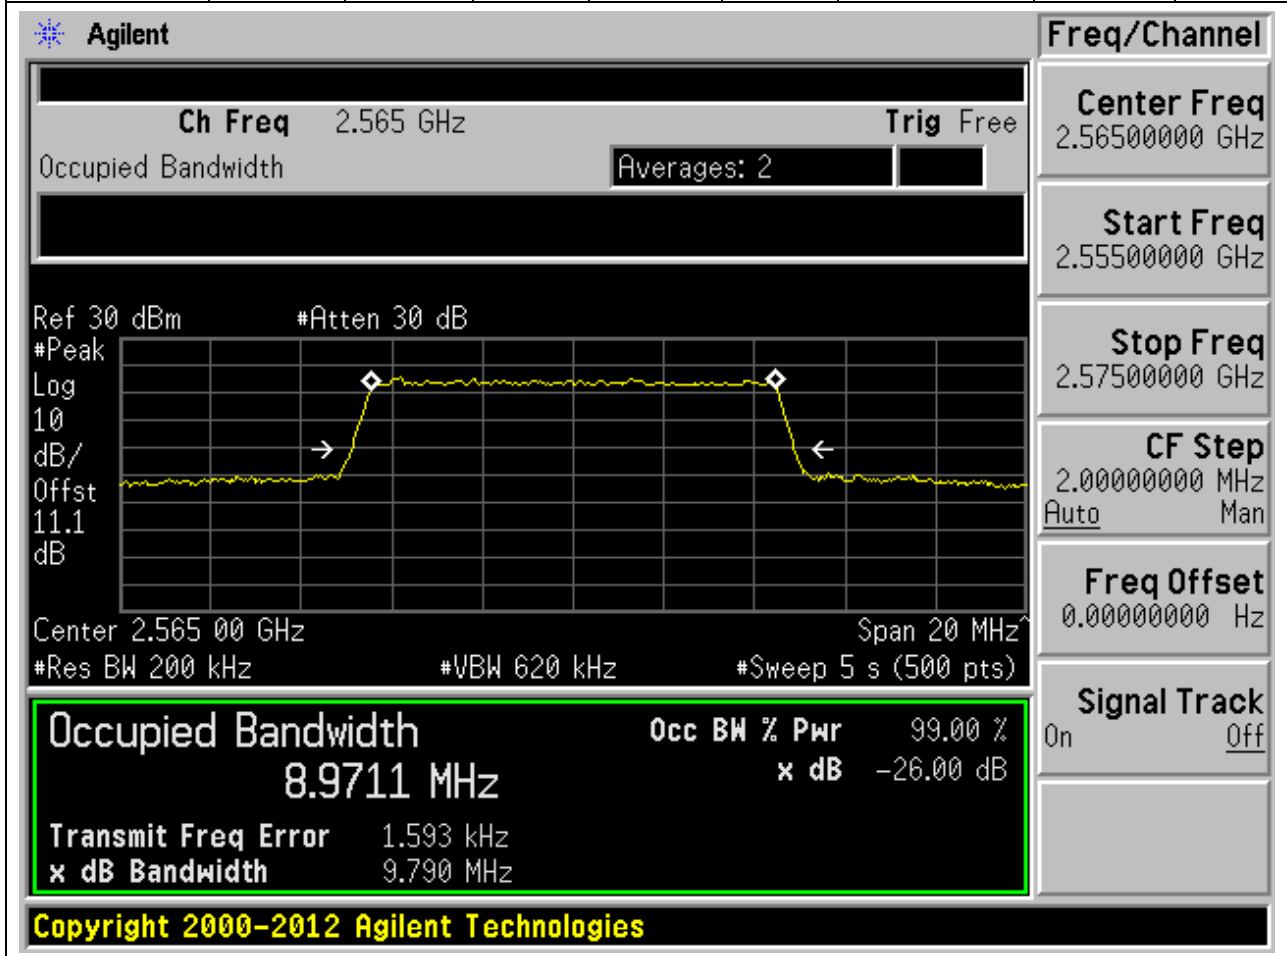 Agilent
Freq/Channel
Ch Freq 2.565 GHz Trig Free
Occupied Bandwidth Averages: 2
Center Freq
2.56500000 GHz
Start Freq
2.55500000 GHz
Stop Freq
2.57500000 GHz
CF Step
2.00000000 MHz
Auto Man
Freq Offset
0.00000000 Hz
Signal Track
On Off
Ref 30 dBm #Atten 30 dB
#Peak
Log
10
dB/
Offst
11.1
dB
Center 2.565 00 GHz Span 20 MHz^
#Res BW 200 kHz #VBW 620 kHz #Sweep 5 s (500 pts)
Occupied Bandwidth Occ BW % Pwr 99.00 %
8.9711 MHz x dB -26.00 dB
Transmit Freq Error 1.593 kHz
x dB Bandwidth 9.790 MHz
Copyright 2000-2012 Agilent Technologies